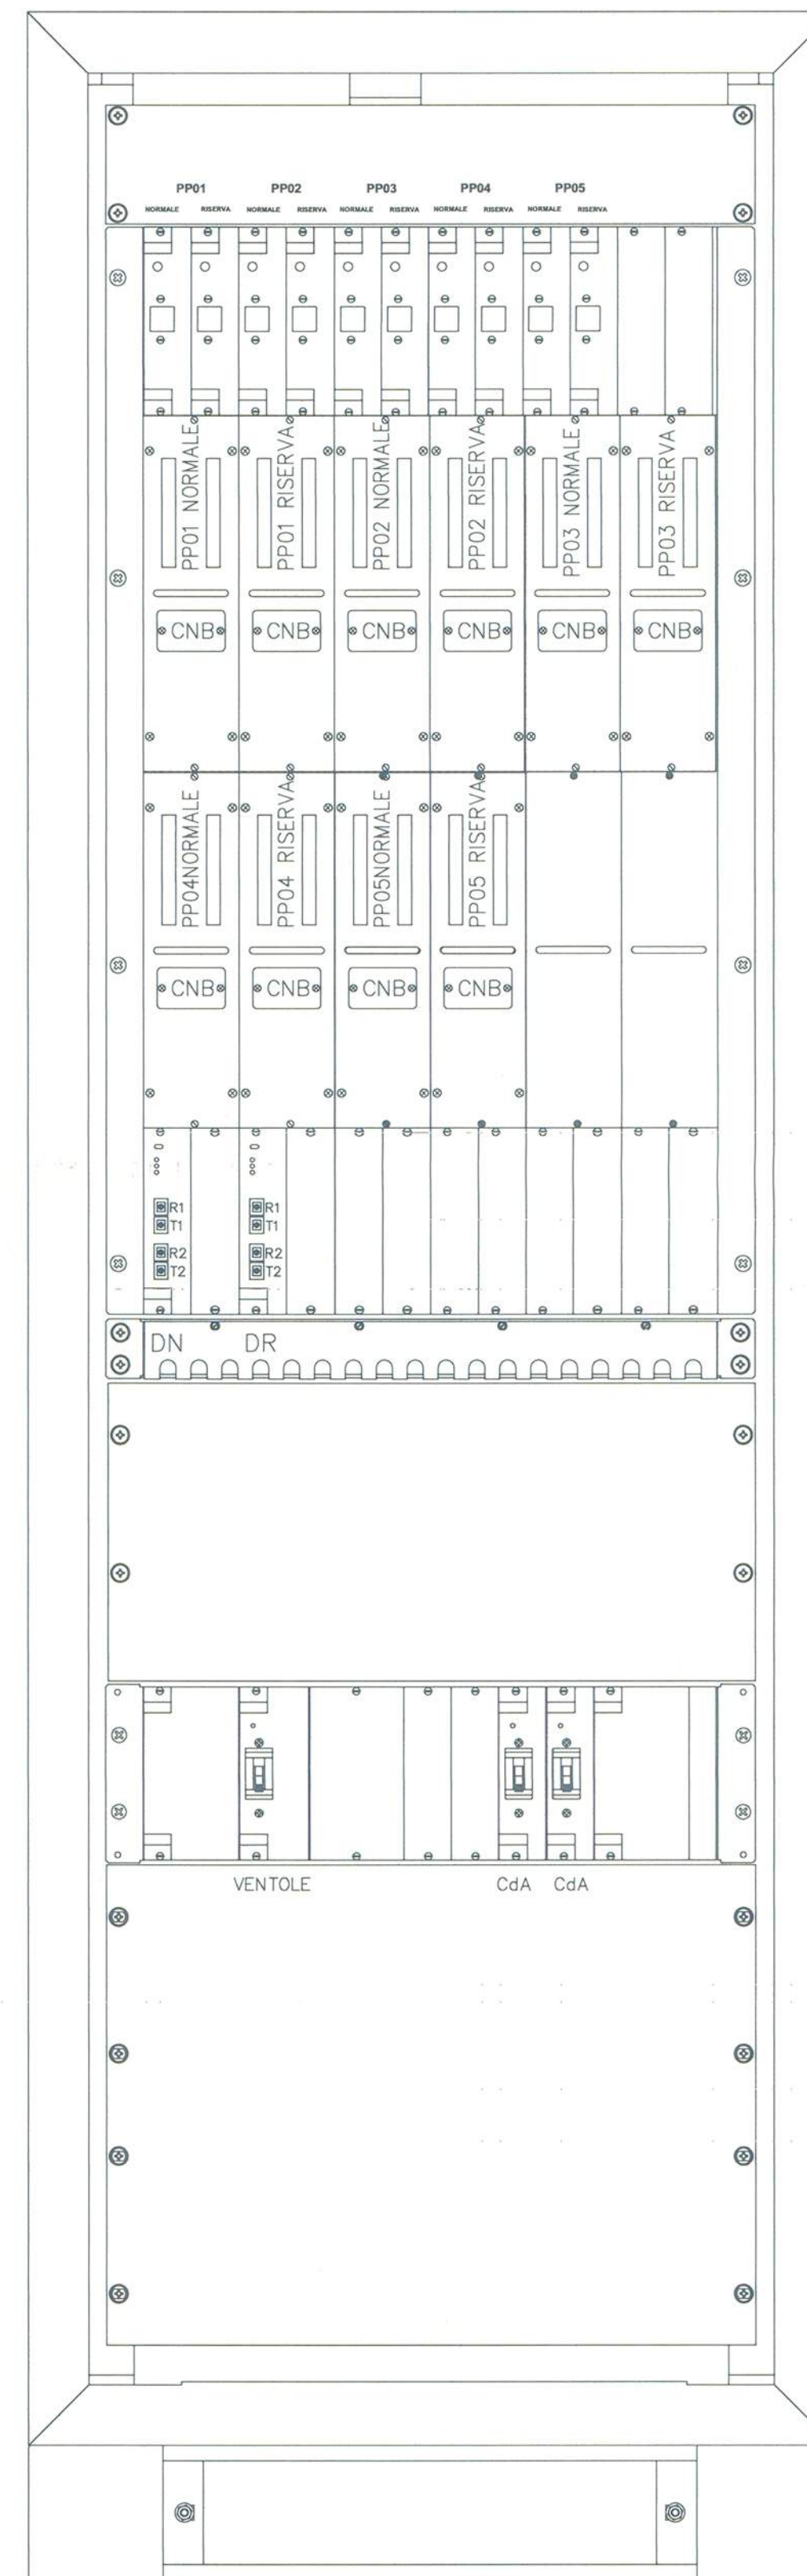 PP01 PP02 PP03 PP04 PP05
NORMALE RISERVA NORMALE RISERVA NORMALE RISERVA NORMALE RISERVA NORMALE RISERVA
PP01 NORMALE
PP01 RISERVA
PP02 NORMALE
PP02 RISERVA
PP03 NORMALE
PP03 RISERVA
CNB CNB CNB CNB CNB CNB
PP04NORMALE
PP04 RISERVA
PP05NORMALE
PP05 RISERVA
CNB CNB CNB CNB
R1 R1
T1 T1
R2 R2
T2 T2
DN DR
VENTOLE CdA CdA